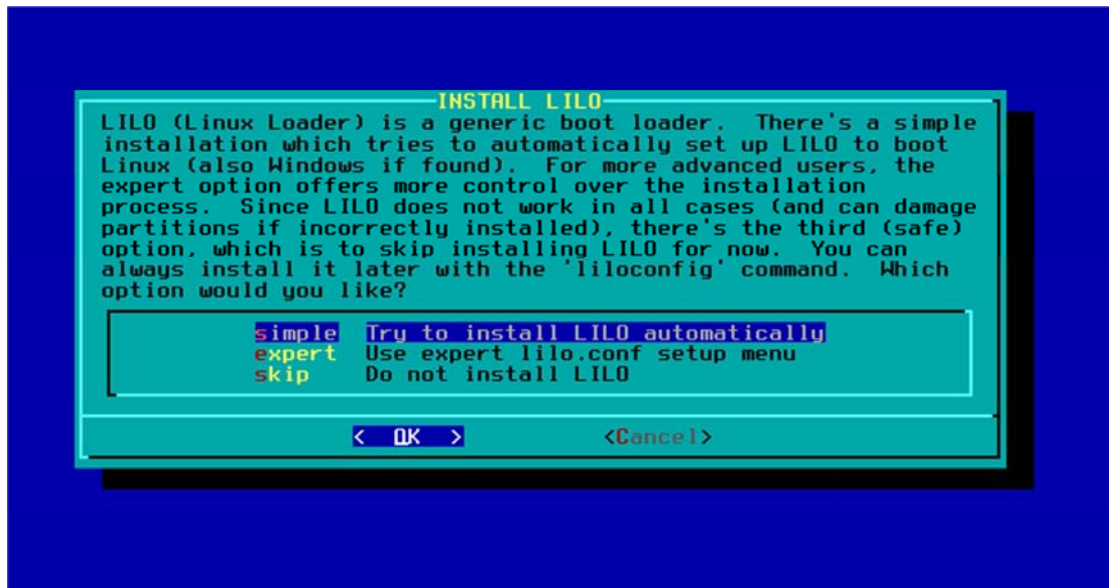 INSTALL LILO
LILO (Linux Loader) is a generic boot loader.  There's a simple
installation which tries to automatically set up LILO to boot
Linux (also Windows if found).  For more advanced users, the
expert option offers more control over the installation
process.  Since LILO does not work in all cases (and can damage
partitions if incorrectly installed), there's the third (safe)
option, which is to skip installing LILO for now.  You can
always install it later with the 'liloconfig' command.  Which
option would you like?
simple  Try to install LILO automatically
expert  Use expert lilo.conf setup menu
skip    Do not install LILO
<  OK  > <Cancel>